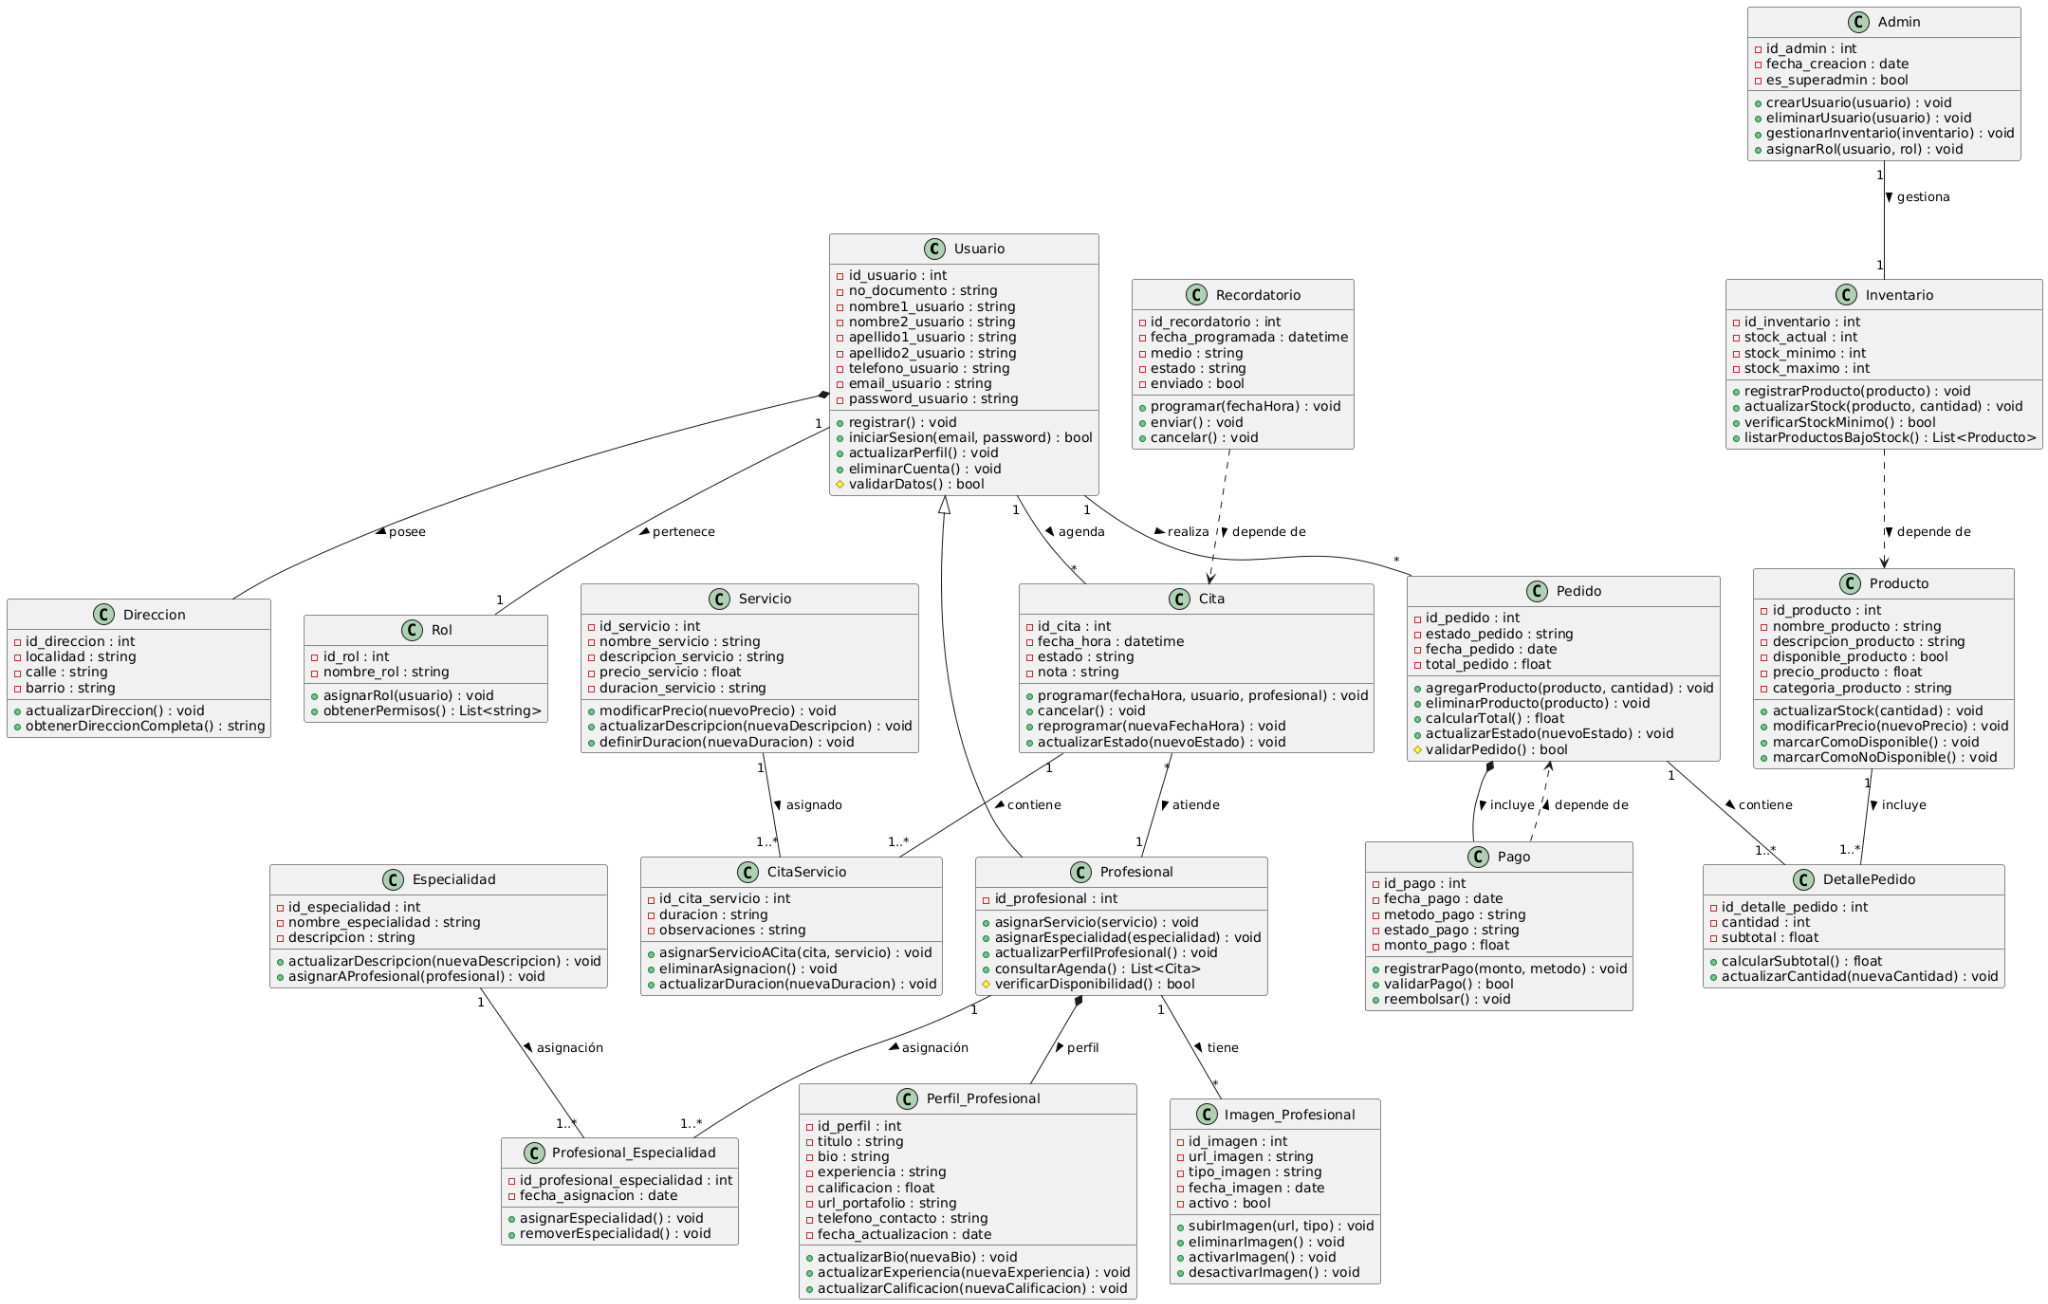 C Admin
id_admin : int
fecha_creacion : date
es_superadmin : bool
crearUsuario(usuario) : void
eliminarUsuario(usuario) : void
gestionarInventario(inventario) : void
asignarRol(usuario, rol) : void
1
gestiona
1
C Usuario
id_usuario : int
no_documento : string
nombre1_usuario : string
nombre2_usuario : string
apellido1_usuario : string
apellido2_usuario : string
telefono_usuario : string
email_usuario : string
password_usuario : string
registrar() : void
iniciarSesion(email, password) : bool
actualizarPerfil() : void
eliminarCuenta() : void
validarDatos() : bool
C Recordatorio
id_recordatorio : int
fecha_programada : datetime
medio : string
estado : string
enviado : bool
programar(fechaHora) : void
enviar() : void
cancelar() : void
C Inventario
id_inventario : int
stock_actual : int
stock_minimo : int
stock_maximo : int
registrarProducto(producto) : void
actualizarStock(producto, cantidad) : void
verificarStockMinimo() : bool
listarProductosBajoStock() : List<Producto>
1
1
1
posee
pertenece
agenda
realiza
depende de
depende de
1
*
*
C Direccion
id_direccion : int
localidad : string
calle : string
barrio : string
actualizarDireccion() : void
obtenerDireccionCompleta() : string
C Rol
id_rol : int
nombre_rol : string
asignarRol(usuario) : void
obtenerPermisos() : List<string>
C Servicio
id_servicio : int
nombre_servicio : string
descripcion_servicio : string
precio_servicio : float
duracion_servicio : string
modificarPrecio(nuevoPrecio) : void
actualizarDescripcion(nuevaDescripcion) : void
definirDuracion(nuevaDuracion) : void
C Cita
id_cita : int
fecha_hora : datetime
estado : string
nota : string
programar(fechaHora, usuario, profesional) : void
cancelar() : void
reprogramar(nuevaFechaHora) : void
actualizarEstado(nuevoEstado) : void
C Pedido
id_pedido : int
estado_pedido : string
fecha_pedido : date
total_pedido : float
agregarProducto(producto, cantidad) : void
eliminarProducto(producto) : void
calcularTotal() : float
actualizarEstado(nuevoEstado) : void
validarPedido() : bool
C Producto
id_producto : int
nombre_producto : string
descripcion_producto : string
disponible_producto : bool
precio_producto : float
categoria_producto : string
actualizarStock(cantidad) : void
modificarPrecio(nuevoPrecio) : void
marcarComoDisponible() : void
marcarComoNoDisponible() : void
1
1
*
1
1
asignado
contiene
atiende
incluye
depende de
contiene
incluye
1..*
1..*
1
1..*
1..*
C Especialidad
id_especialidad : int
nombre_especialidad : string
descripcion : string
actualizarDescripcion(nuevaDescripcion) : void
asignarAProfesional(profesional) : void
C CitaServicio
id_cita_servicio : int
duracion : string
observaciones : string
asignarServicioACita(cita, servicio) : void
eliminarAsignacion() : void
actualizarDuracion(nuevaDuracion) : void
C Profesional
id_profesional : int
asignarServicio(servicio) : void
asignarEspecialidad(especialidad) : void
actualizarPerfilProfesional() : void
consultarAgenda() : List<Cita>
verificarDisponibilidad() : bool
C Pago
id_pago : int
fecha_pago : date
metodo_pago : string
estado_pago : string
monto_pago : float
registrarPago(monto, metodo) : void
validarPago() : bool
reembolsar() : void
C DetallePedido
id_detalle_pedido : int
cantidad : int
subtotal : float
calcularSubtotal() : float
actualizarCantidad(nuevaCantidad) : void
1
1
1
asignación
asignación
perfil
tiene
1..*
1..*
*
C Profesional_Especialidad
id_profesional_especialidad : int
fecha_asignacion : date
asignarEspecialidad() : void
removerEspecialidad() : void
C Perfil_Profesional
id_perfil : int
titulo : string
bio : string
experiencia : string
calificacion : float
url_portafolio : string
telefono_contacto : string
fecha_actualizacion : date
actualizarBio(nuevaBio) : void
actualizarExperiencia(nuevaExperiencia) : void
actualizarCalificacion(nuevaCalificacion) : void
C Imagen_Profesional
id_imagen : int
url_imagen : string
tipo_imagen : string
fecha_imagen : date
activo : bool
subirImagen(url, tipo) : void
eliminarImagen() : void
activarImagen() : void
desactivarImagen() : void